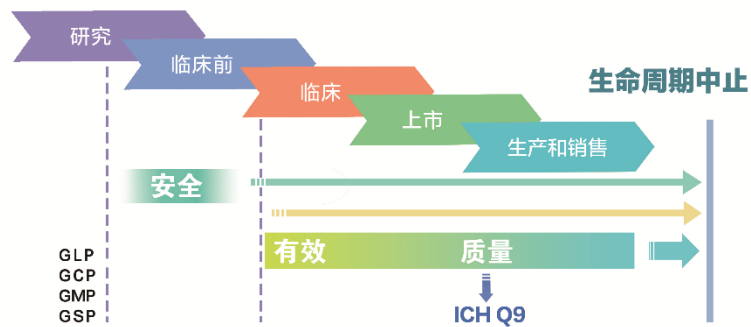 研究
临床前
临床
上市
生产和销售
生命周期中止
安全
有效
质量
GLP
GCP
GMP
GSP
ICH Q9